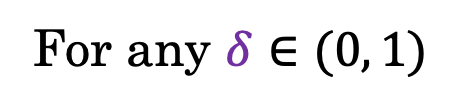 For any δ ∈ (0, 1)